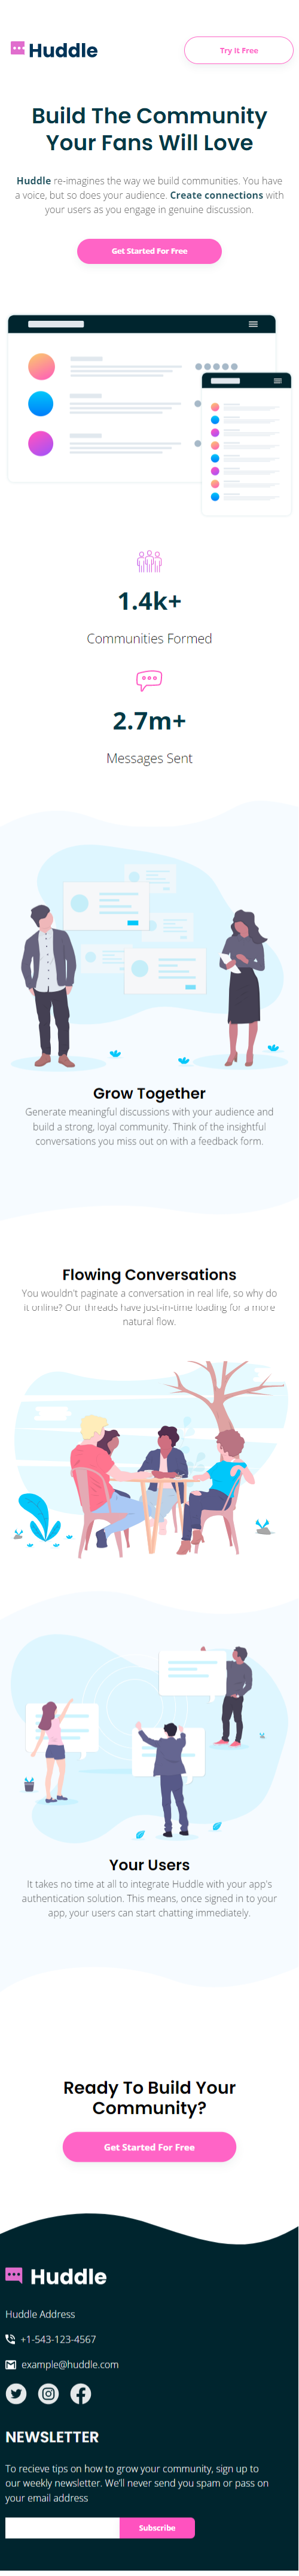 Huddle
Try It Free
Build The Community
Your Fans Will Love
Huddle re-imagines the way we build communities. You have
a voice, but so does your audience. Create connections with
your users as you engage in genuine discussion.
Get Started For Free
1.4k+
Communities Formed
2.7m+
Messages Sent
Grow Together
Generate meaningful discussions with your audience and
build a strong, loyal community. Think of the insightful
conversations you miss out on with a feedback form.
Flowing Conversations
You wouldn't paginate a conversation in real life, so why do
it online? Our threads have just-in-time loading for a more
natural flow.
Your Users
It takes no time at all to integrate Huddle with your app's
authentication solution. This means, once signed in to your
app, your users can start chatting immediately.
Ready To Build Your
Community?
Get Started For Free
Huddle
Huddle Address
+1-543-123-4567
example@huddle.com
NEWSLETTER
To recieve tips on how to grow your community, sign up to
our weekly newsletter. We'll never send you spam or pass on
your email address
Subscribe